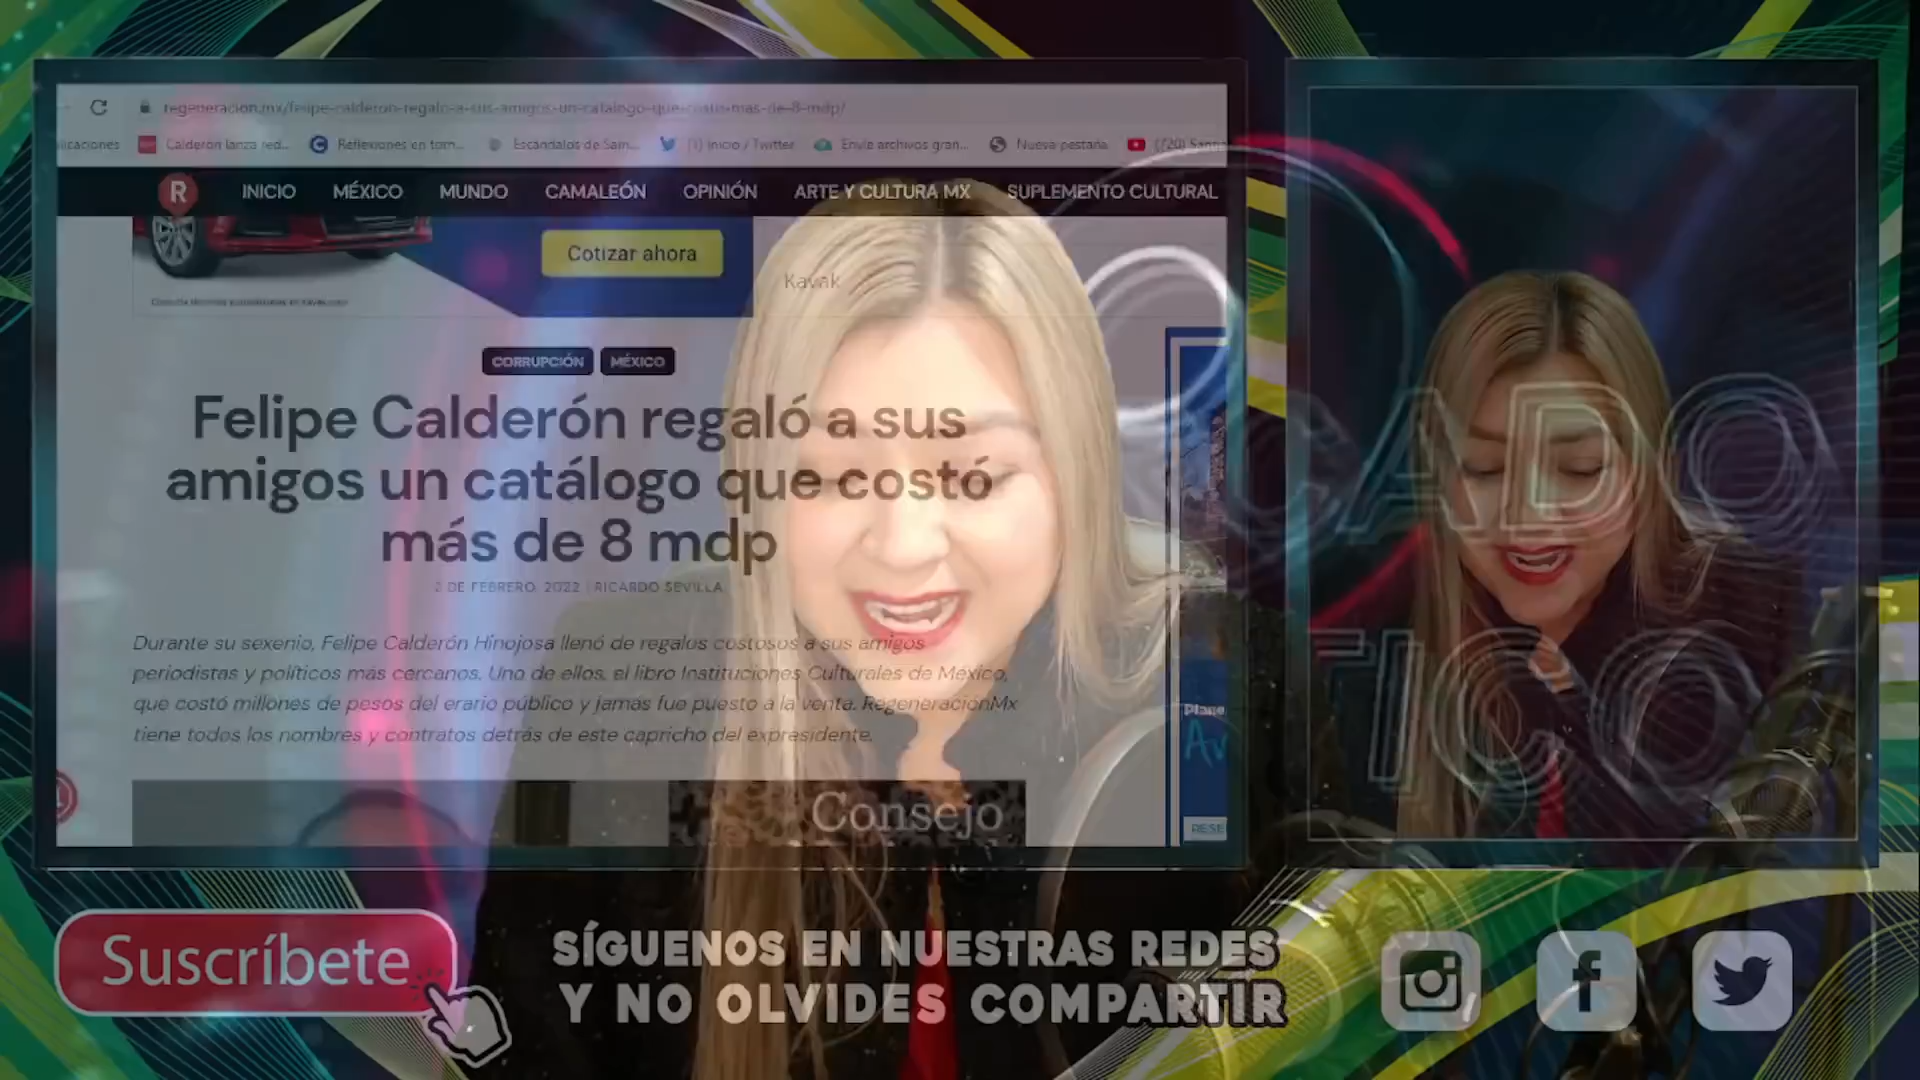 regeneracion.mx/felipe-calderon-regalo-a-sus-amigos-un-catalogo-que-costo-mas-de-8-mdp/
licaciones
Calderón lanza red...
Reflexiones en torn...
Escándalos de Sam...
(1) Inicio / Twitter
Envíe archivos gran...
Nueva pestaña
(720)
R INICIO MÉXICO MUNDO CAMALEÓN OPINIÓN ARTE Y CULTURA MX SUPLEMENTO CULTURAL
Cotizar ahora
Kavak
CORRUPCIÓN MÉXICO
Felipe Calderón regaló a sus
amigos un catálogo que costó
más de 8 mdp
2 DE FEBRERO, 2022 | RICARDO SEVILLA
Durante su sexenio, Felipe Calderón Hinojosa llenó de regalos costosos a sus amigos
periodistas y políticos más cercanos. Uno de ellos, el libro Instituciones Culturales de México,
que costó millones de pesos del erario público y jamás fue puesto a la venta. RegeneraciónMx
tiene todos los nombres y contratos detrás de este capricho del expresidente.
Consejo
CADO
TICO
Suscríbete
SÍGUENOS EN NUESTRAS REDES
Y NO OLVIDES COMPARTIR